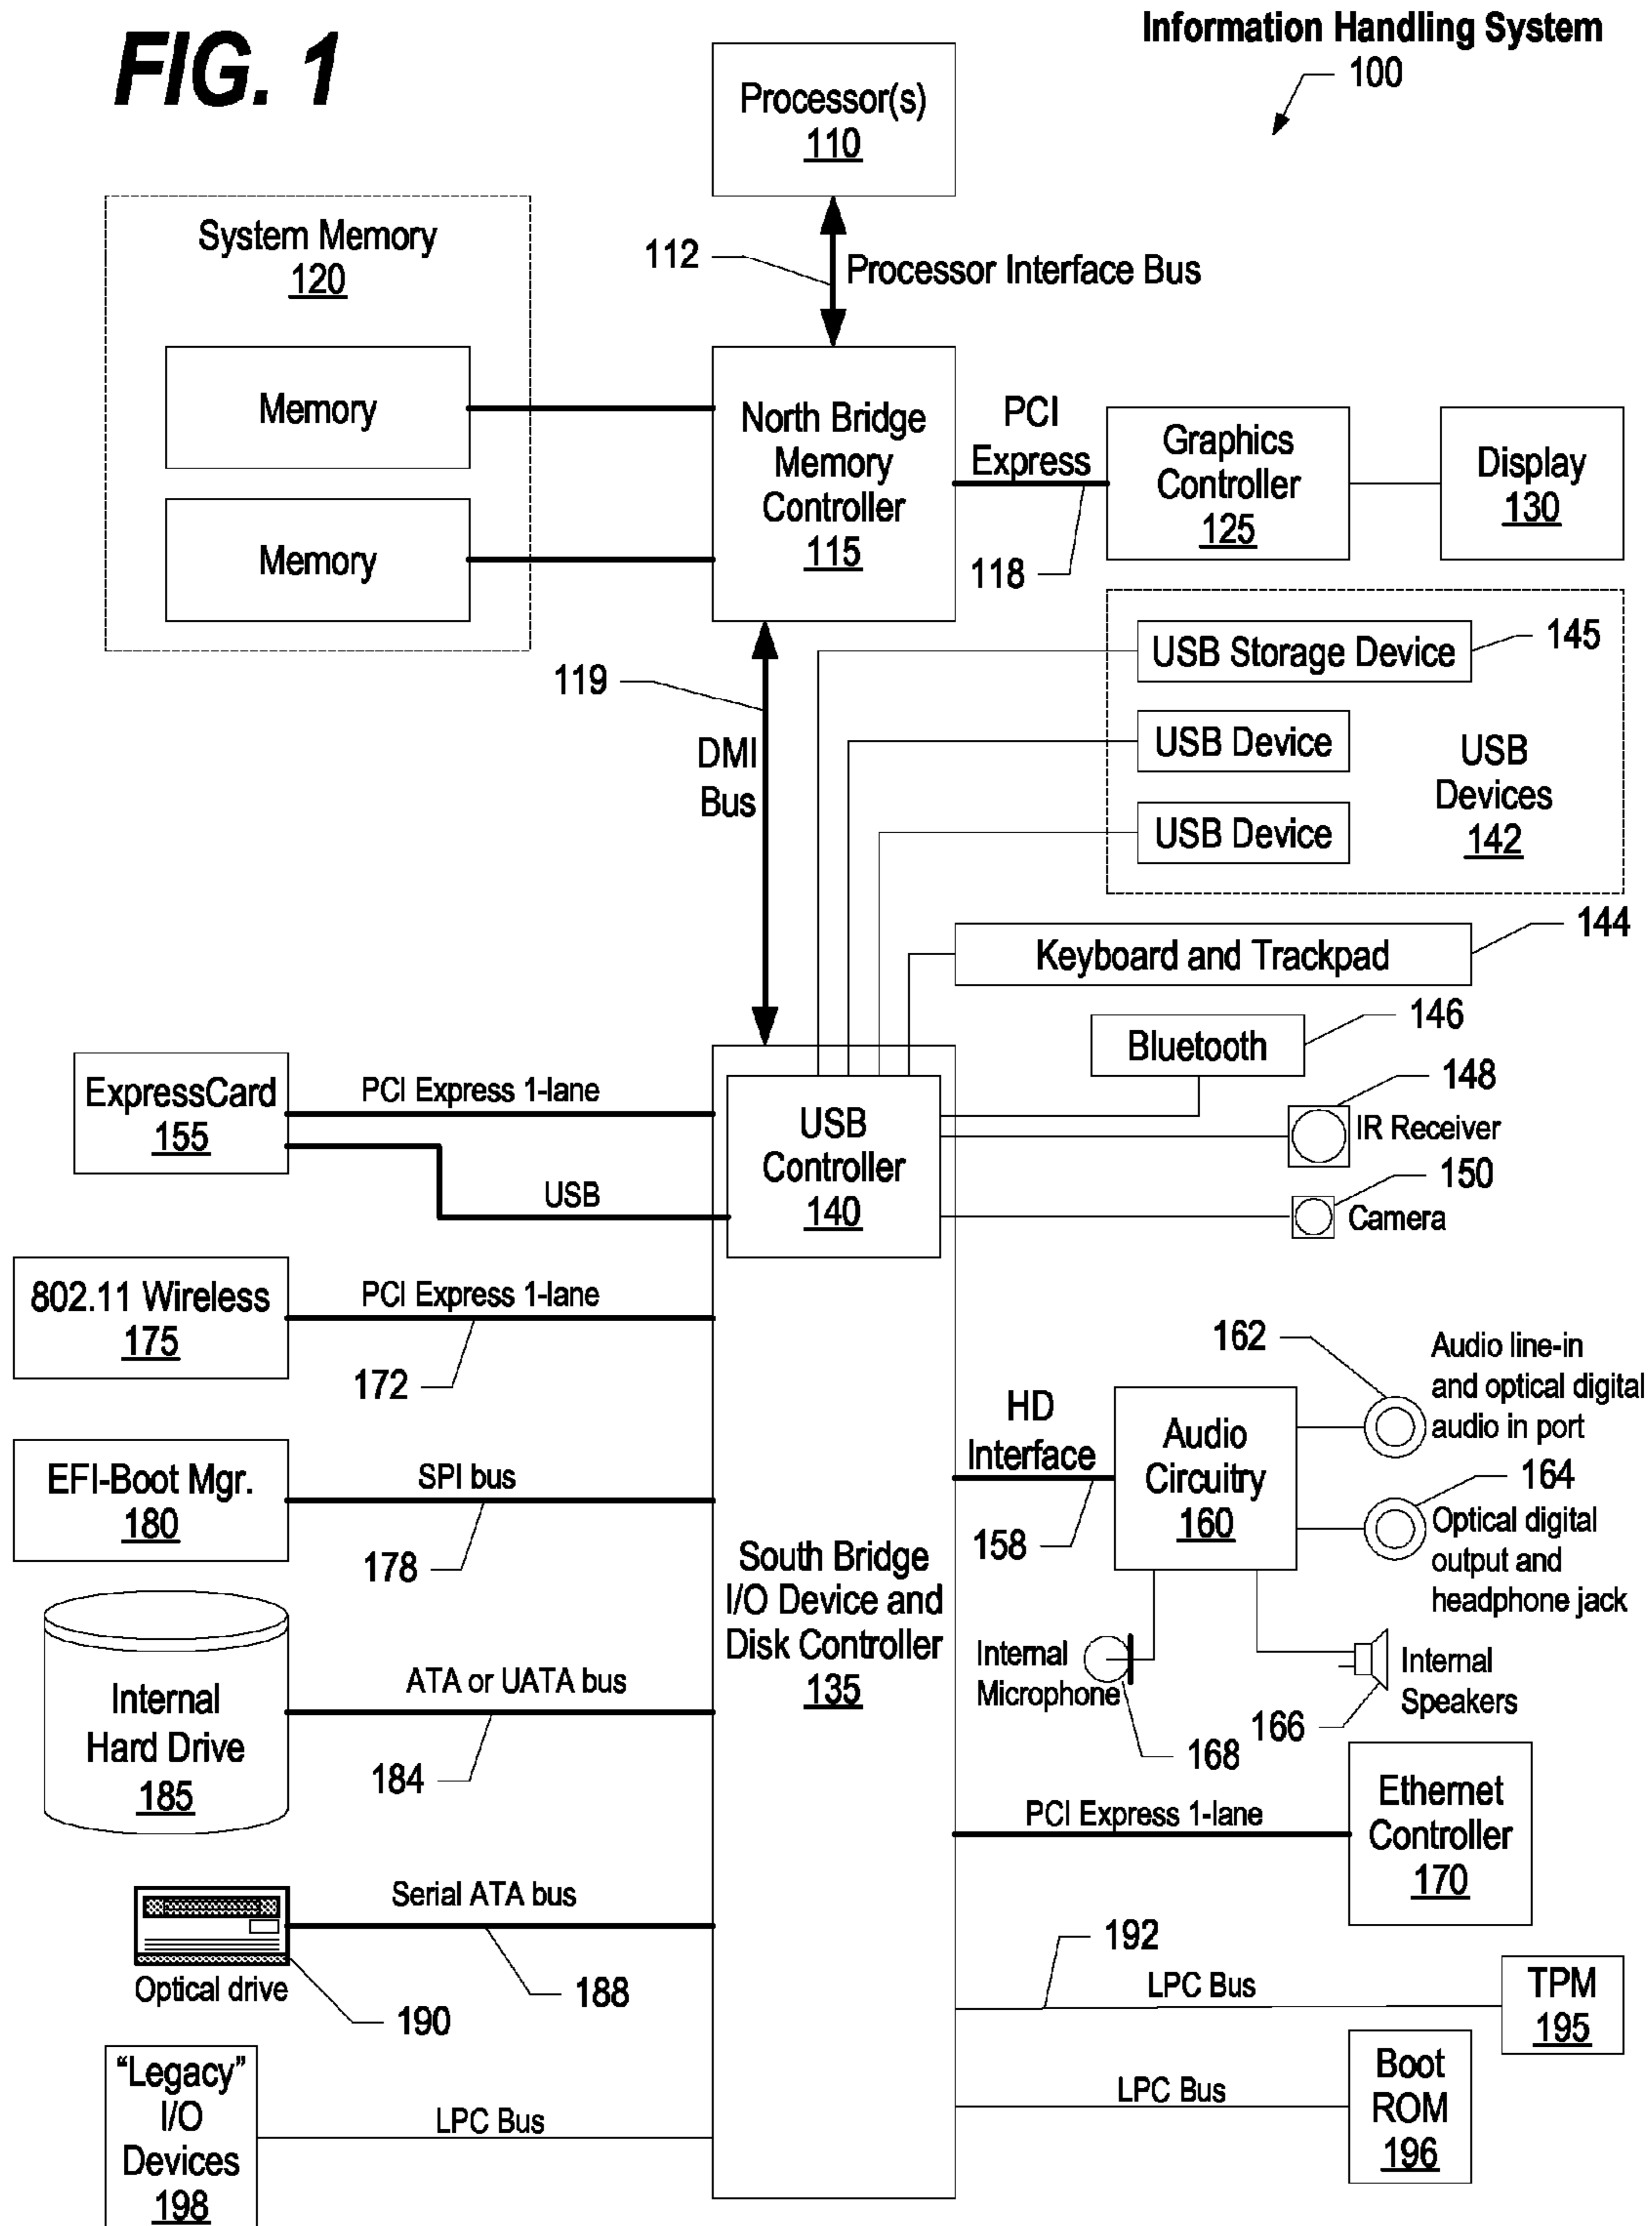 FIG. 1
Information Handling System
100
Processor(s)
110
112
Processor Interface Bus
System Memory
120
Memory
Memory
North Bridge
Memory
Controller
115
PCI
Express
118
Graphics
Controller
125
Display
130
119
DMI
Bus
USB Storage Device
145
USB Device
USB Device
USB
Devices
142
Keyboard and Trackpad
144
Bluetooth
146
148
IR Receiver
150
Camera
USB
Controller
140
ExpressCard
155
PCI Express 1-lane
USB
802.11 Wireless
175
PCI Express 1-lane
172
EFI-Boot Mgr.
180
SPI bus
178
Internal
Hard Drive
185
ATA or UATA bus
184
Serial ATA bus
188
Optical drive
190
"Legacy"
I/O
Devices
198
LPC Bus
South Bridge
I/O Device and
Disk Controller
135
HD
Interface
158
Audio
Circuitry
160
162
Audio line-in
and optical digital
audio in port
164
Optical digital
output and
headphone jack
Internal
Microphone
168
166
Internal
Speakers
PCI Express 1-lane
Ethernet
Controller
170
192
LPC Bus
TPM
195
LPC Bus
Boot
ROM
196